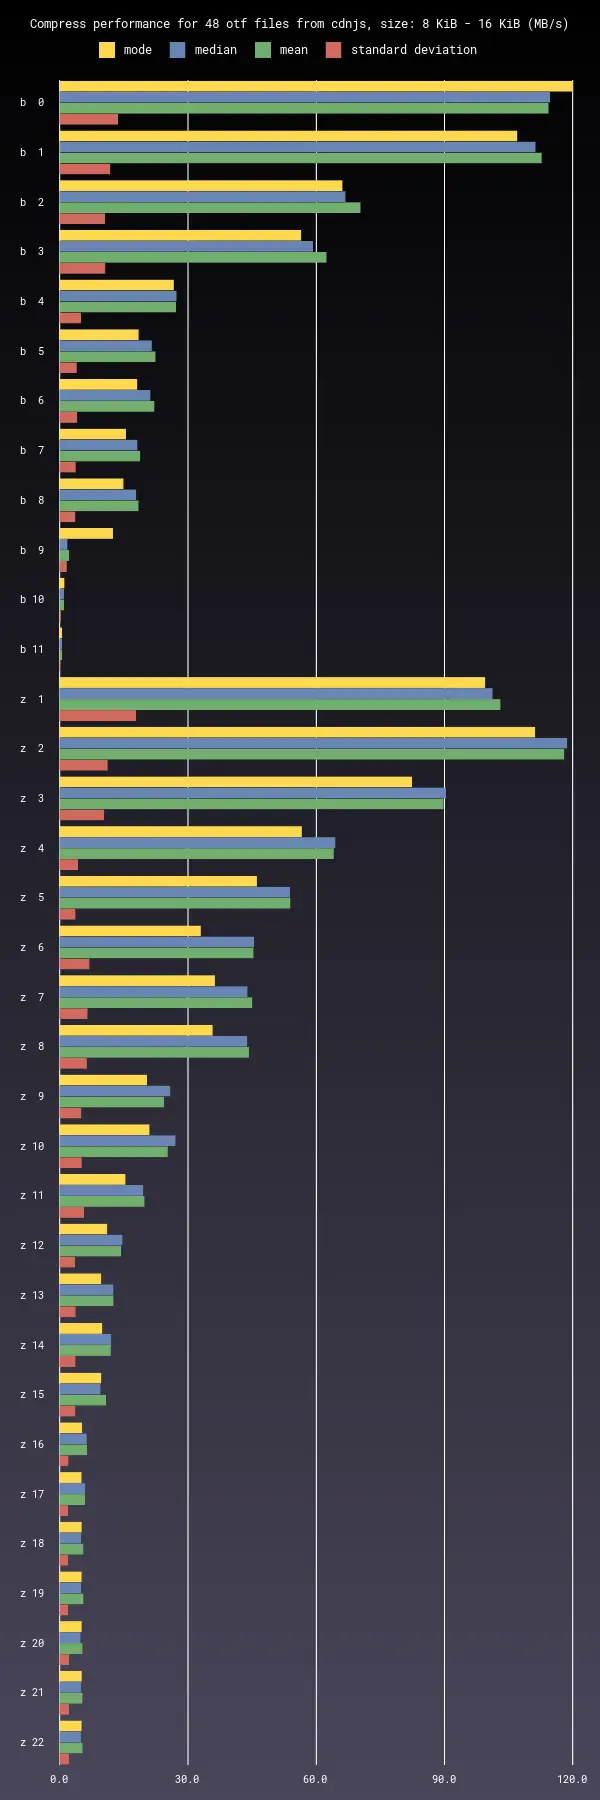 Compress performance for 48 otf files from cdnjs, size: 8 KiB - 16 KiB (MB/s)
mode median mean standard deviation
b 0
b 1
b 2
b 3
b 4
b 5
b 6
b 7
b 8
b 9
b 10
b 11
z 1
z 2
z 3
z 4
z 5
z 6
z 7
z 8
z 9
z 10
z 11
z 12
z 13
z 14
z 15
z 16
z 17
z 18
z 19
z 20
z 21
z 22
0.0 30.0 60.0 90.0 120.0